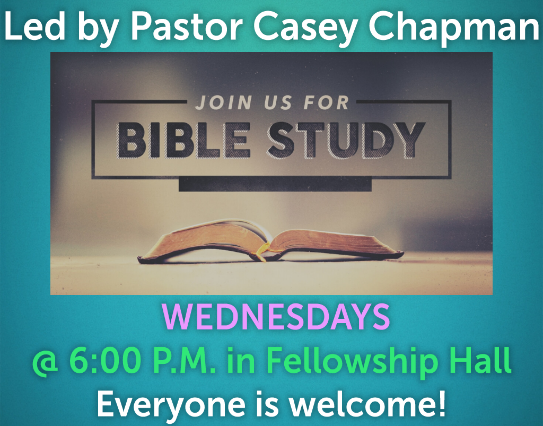 Led by Pastor Casey Chapman
JOIN US FOR
BIBLE STUDY
WEDNESDAYS
@ 6:00 P.M. in Fellowship Hall
Everyone is welcome!